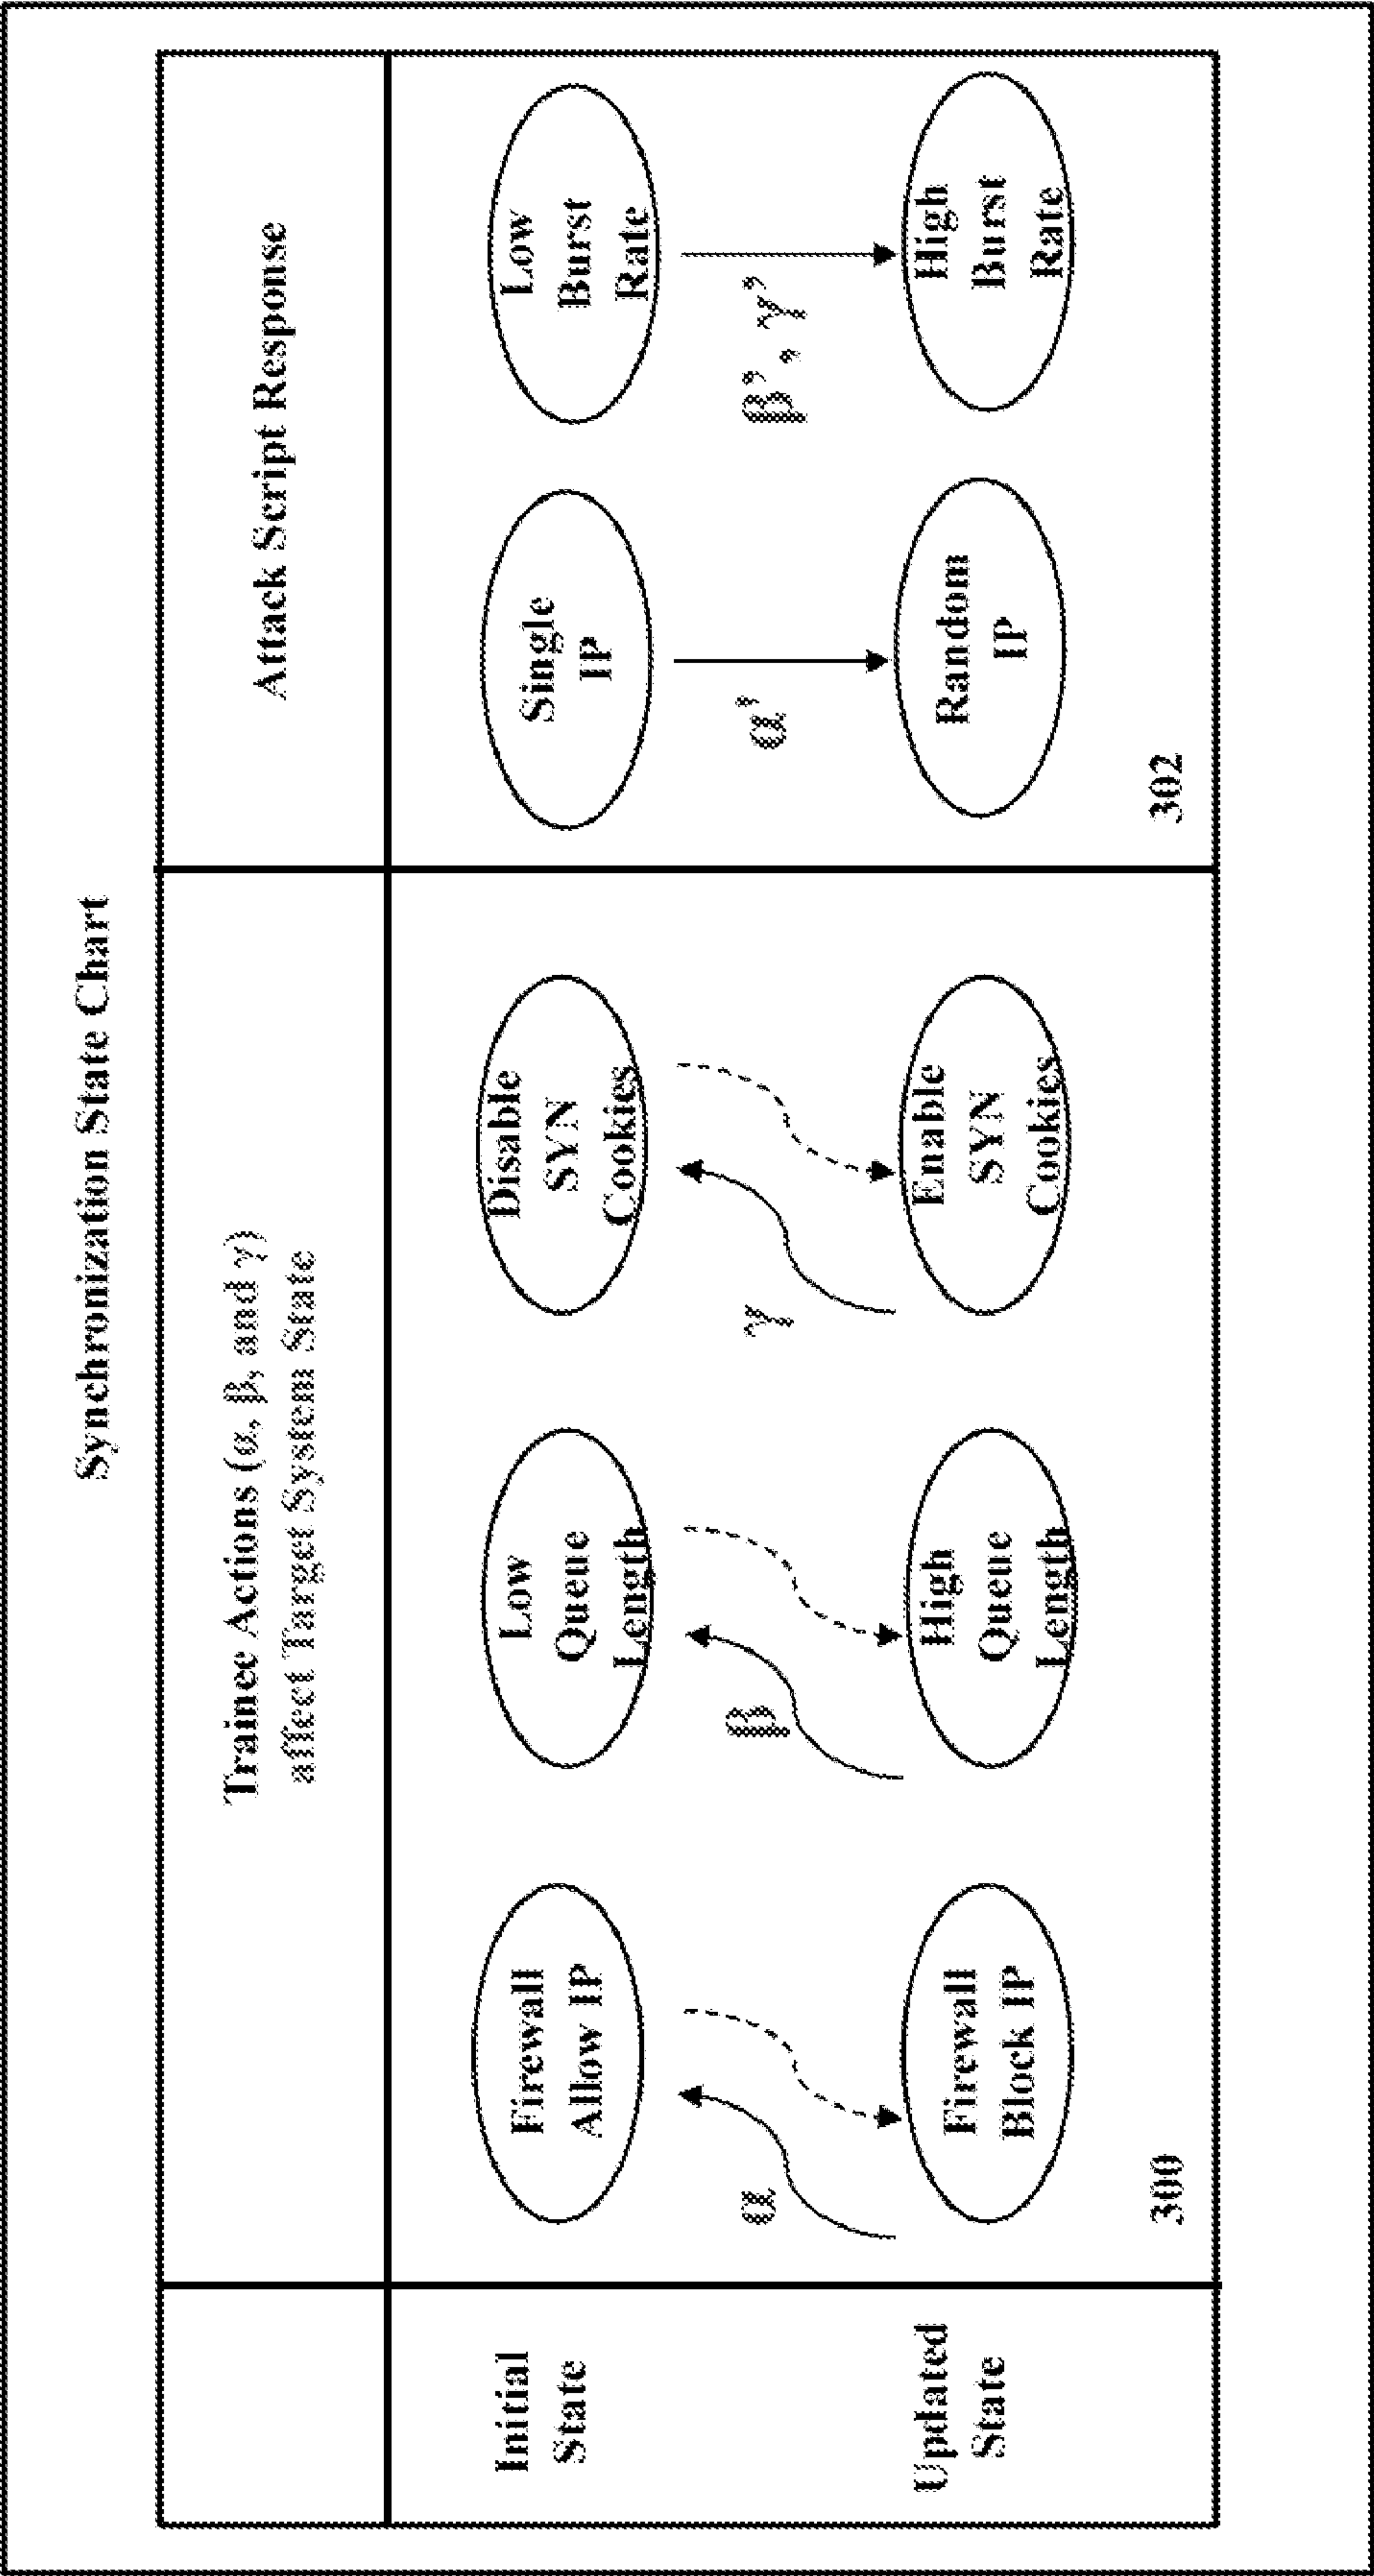 Synchronization State Chart
Trainee Actions (α, β, and γ)
affect Target System State
Attack Script Response
Initial
State
Firewall
Allow IP
Low
Queue
Length
Disable
SYN
Cookies
Single
IP
Low
Burst
Rate
α
β
γ
α'
β', γ'
Updated
State
Firewall
Block IP
High
Queue
Length
Enable
SYN
Cookies
Random
IP
High
Burst
Rate
300
302